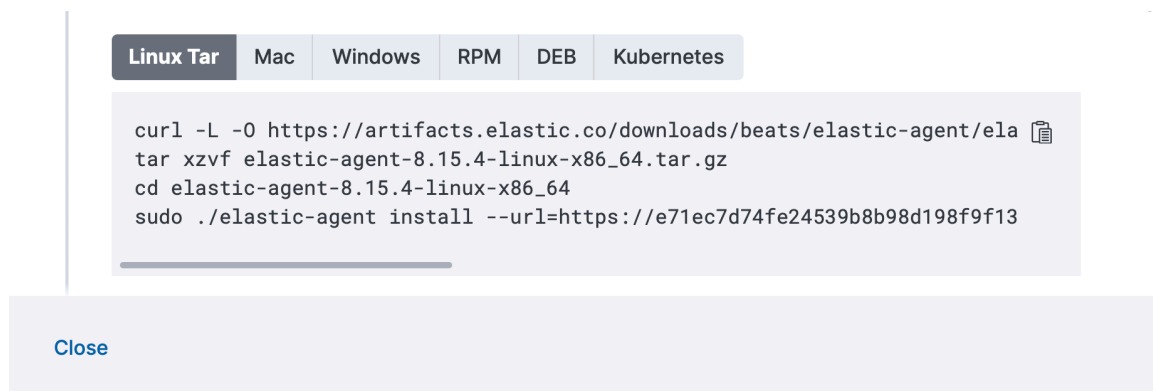 Linux Tar Mac Windows RPM DEB Kubernetes
curl -L -O https://artifacts.elastic.co/downloads/beats/elastic-agent/ela
tar xzvf elastic-agent-8.15.4-linux-x86_64.tar.gz
cd elastic-agent-8.15.4-linux-x86_64
sudo ./elastic-agent install --url=https://e71ec7d74fe24539b8b98d198f9f13
Close